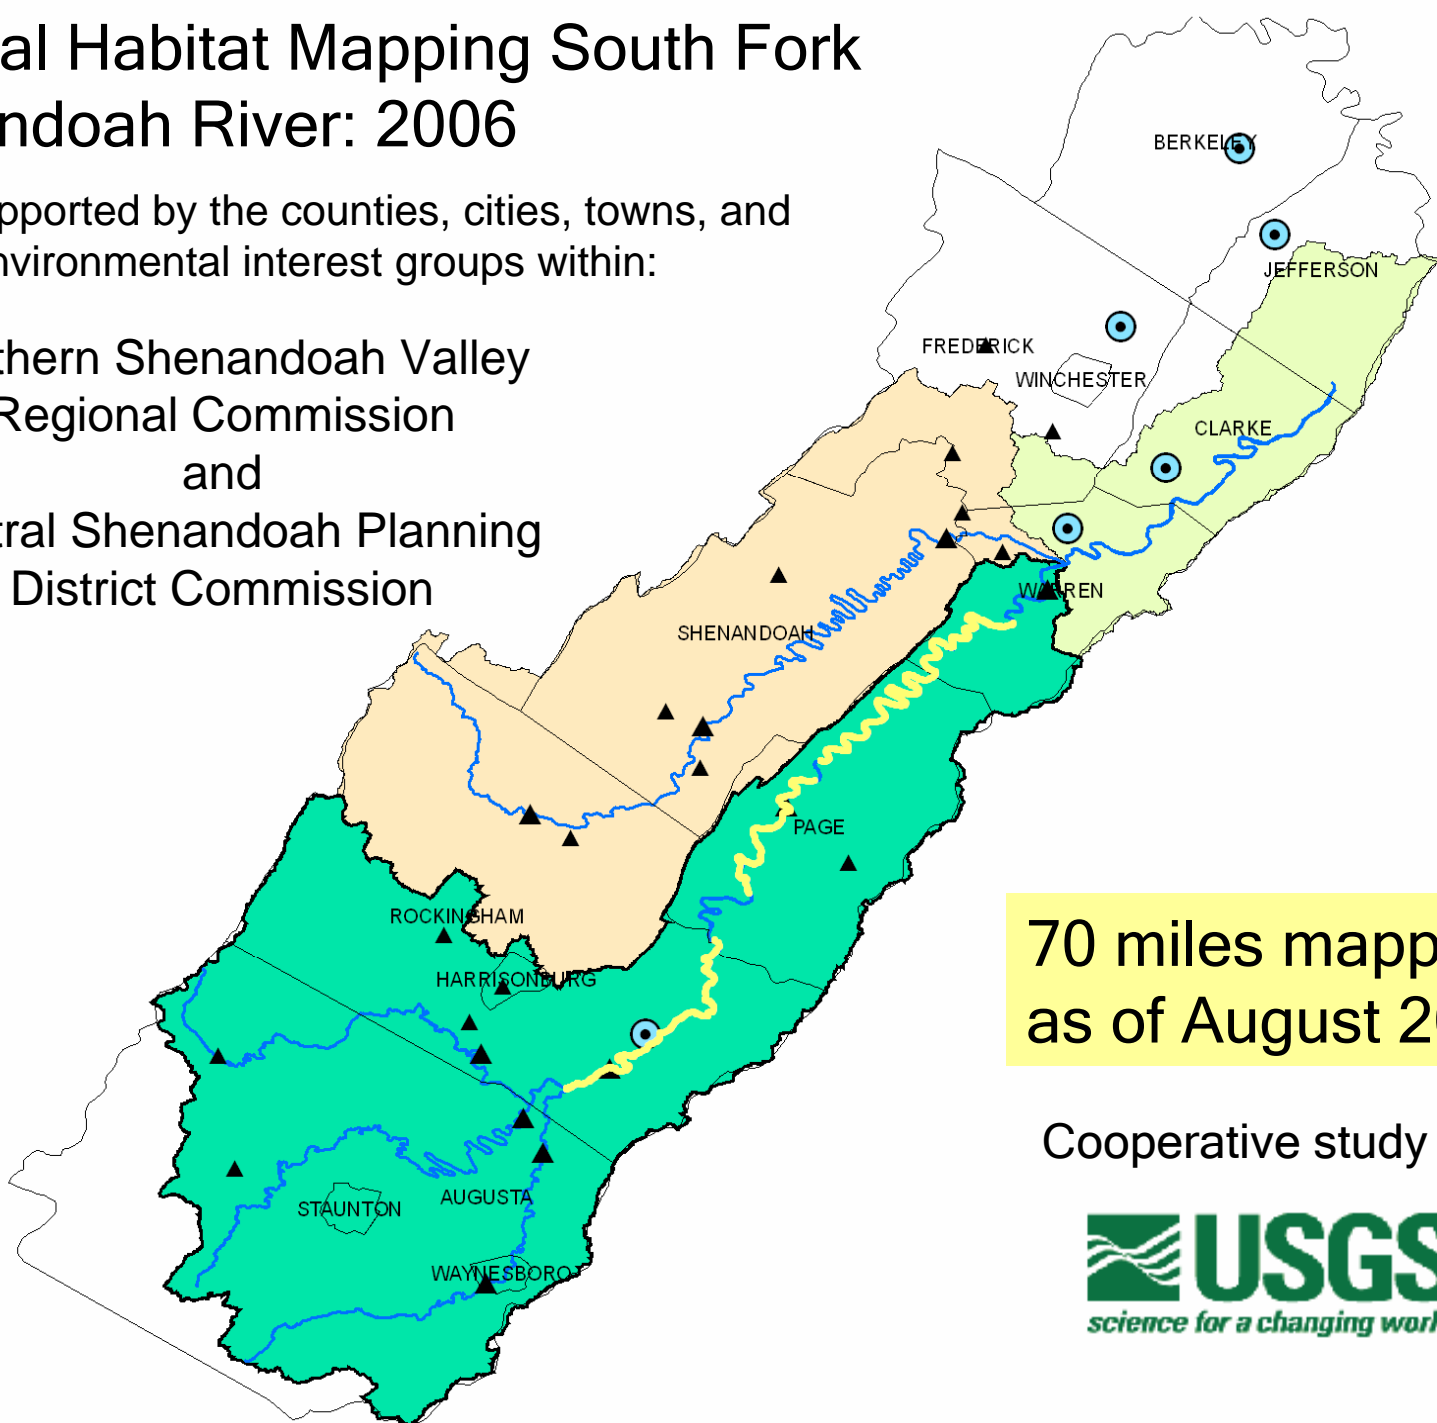 al Habitat Mapping South Fork
ndoah River: 2006
pported by the counties, cities, towns, and
nvironmental interest groups within:
thern Shenandoah Valley
Regional Commission
and
tral Shenandoah Planning
District Commission
BERKELEY
JEFFERSON
FREDERICK
WINCHESTER
CLARKE
WARREN
SHENANDOAH
PAGE
ROCKINGHAM
HARRISONBURG
70 miles mapp
as of August 20
Cooperative study
STAUNTON
AUGUSTA
WAYNESBORO
USGS
science for a changing worl